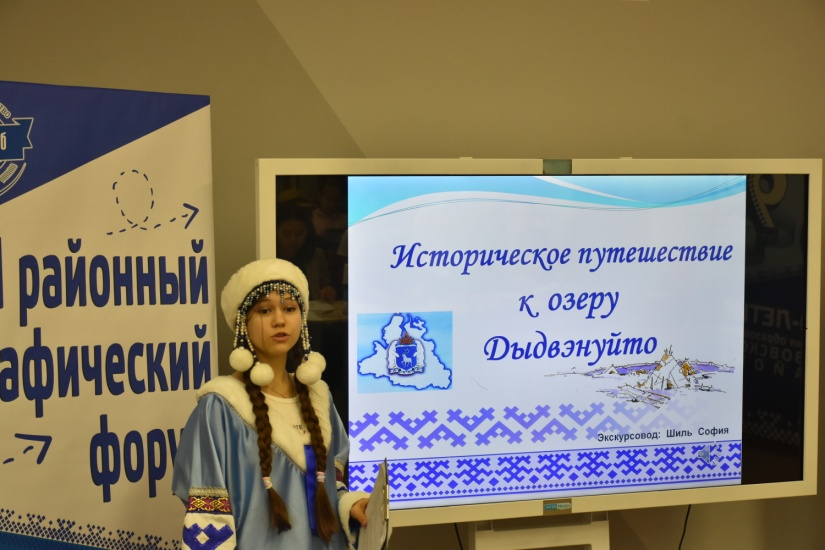 районный
афический
фору
Историческое путешествие
к озеру
Дыдвэнуйто
Экскурсовод: Шиль София